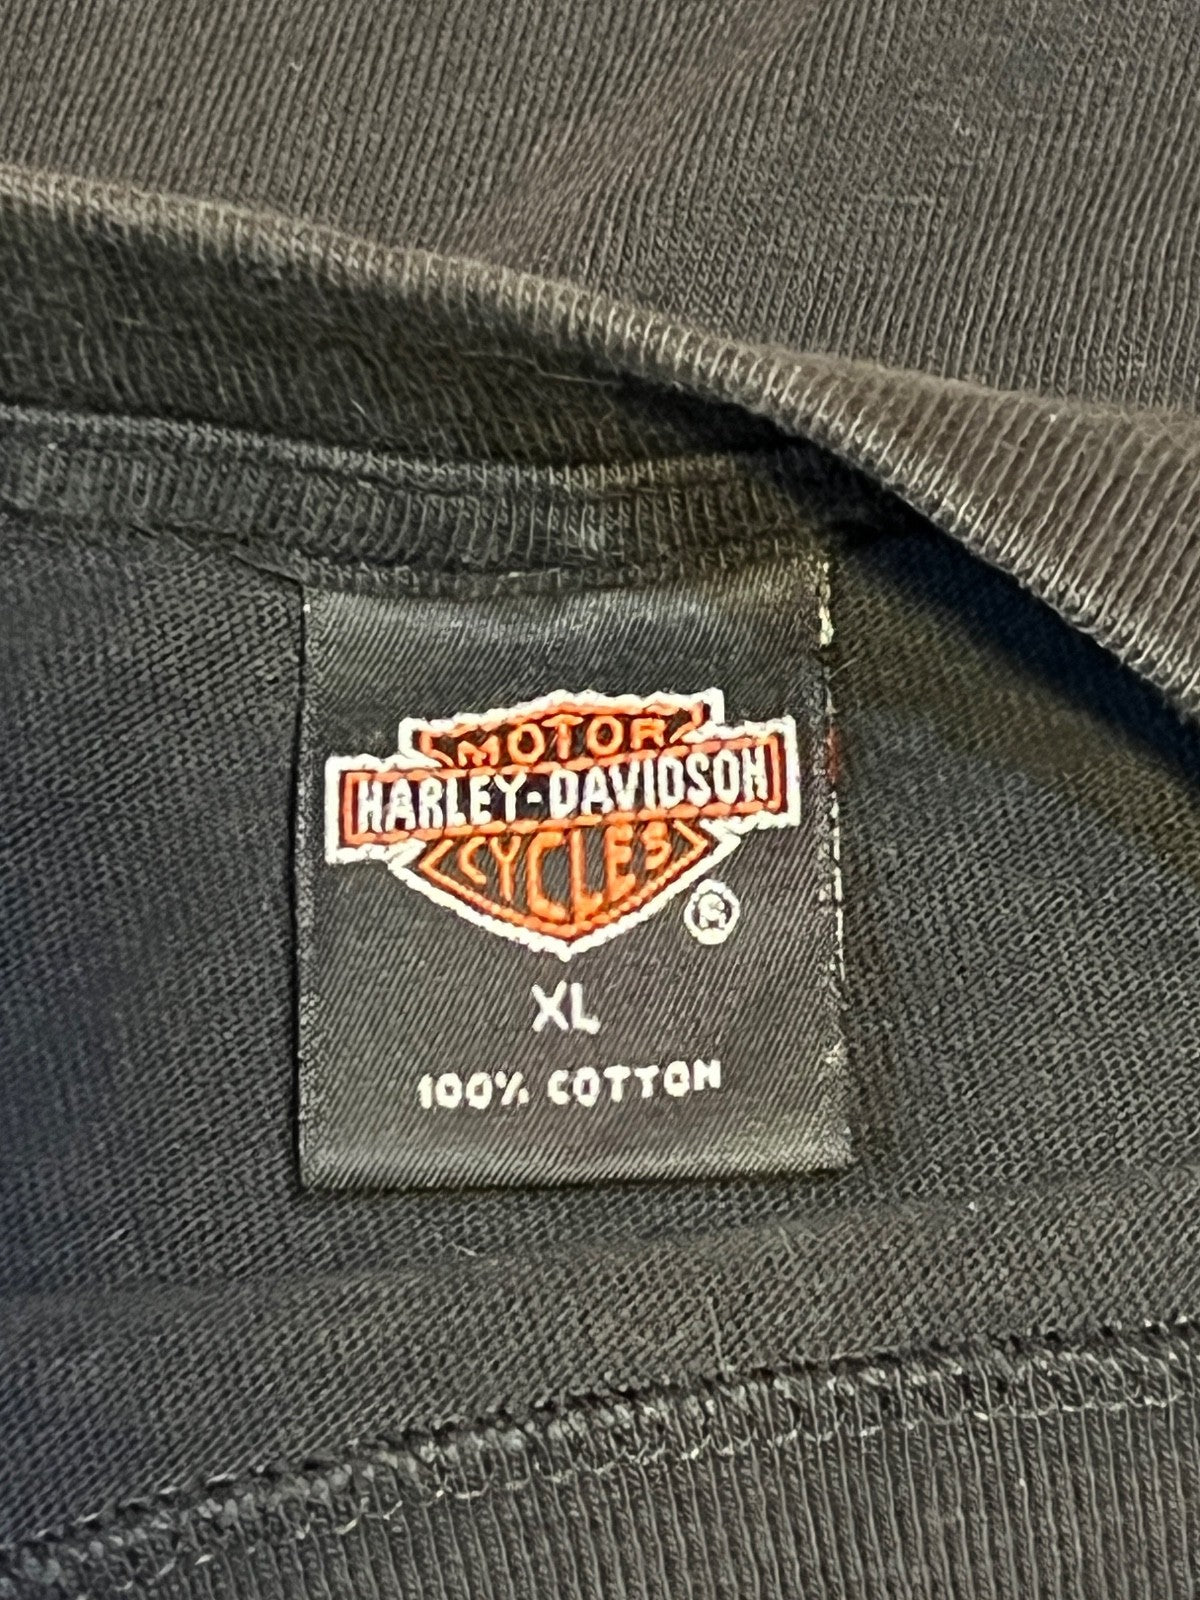 MOTOR
HARLEY-DAVIDSON
CYCLES
®
XL
100% COTTON